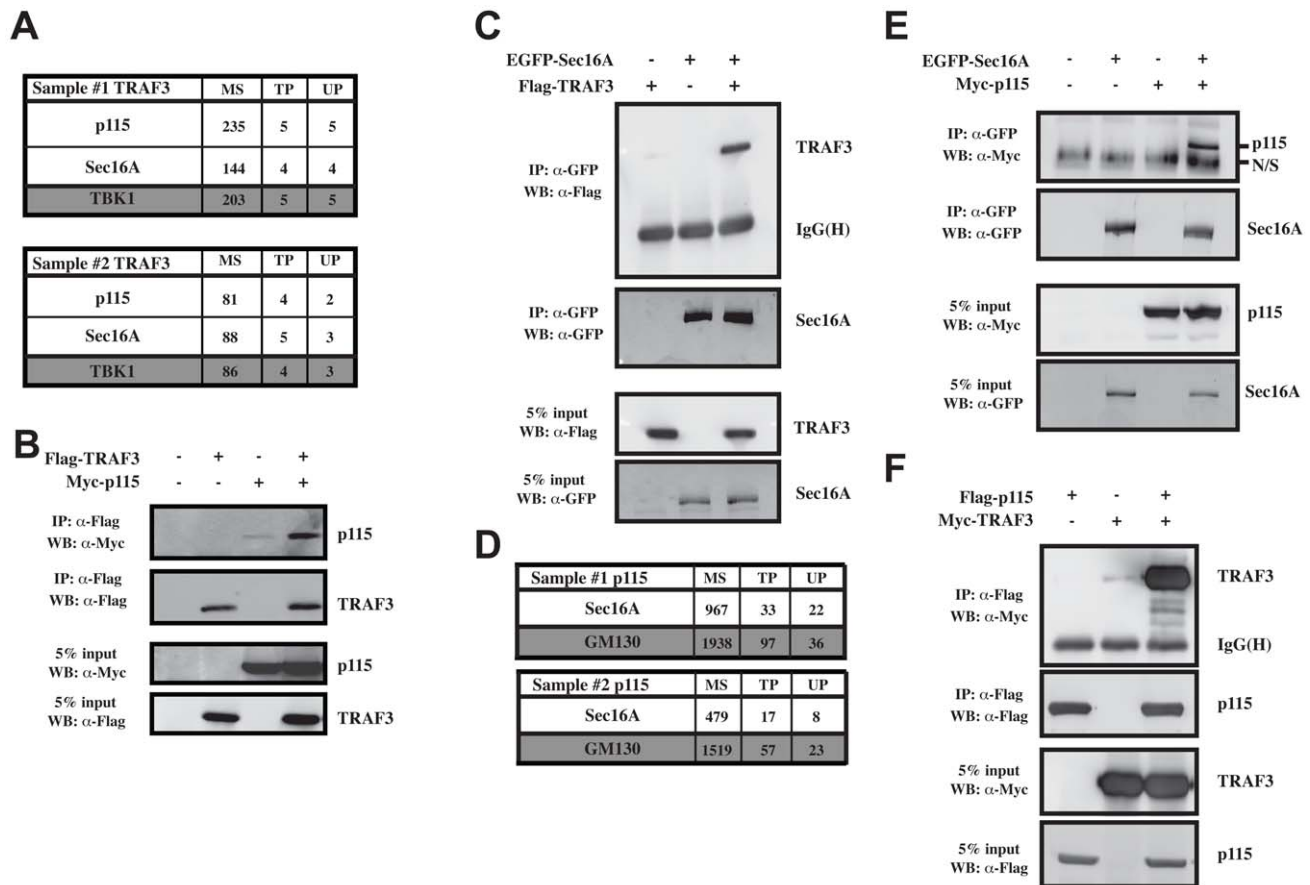 A
Sample #1 TRAF3 MS TP UP
p115 235 5 5
Sec16A 144 4 4
TBK1 203 5 5
Sample #2 TRAF3 MS TP UP
p115 81 4 2
Sec16A 88 5 3
TBK1 86 4 3
B
Flag-TRAF3 - + - +
Myc-p115 - - + +
IP: α-Flag
WB: α-Myc
p115
IP: α-Flag
WB: α-Flag
TRAF3
5% input
WB: α-Myc
p115
5% input
WB: α-Flag
TRAF3
C
EGFP-Sec16A - + +
Flag-TRAF3 + - +
IP: α-GFP
WB: α-Flag
TRAF3
IgG(H)
IP: α-GFP
WB: α-GFP
Sec16A
5% input
WB: α-Flag
TRAF3
5% input
WB: α-GFP
Sec16A
D
Sample #1 p115 MS TP UP
Sec16A 967 33 22
GM130 1938 97 36
Sample #2 p115 MS TP UP
Sec16A 479 17 8
GM130 1519 57 23
E
EGFP-Sec16A - + - +
Myc-p115 - - + +
IP: α-GFP
WB: α-Myc
p115
N/S
IP: α-GFP
WB: α-GFP
Sec16A
5% input
WB: α-Myc
p115
5% input
WB: α-GFP
Sec16A
F
Flag-p115 + - +
Myc-TRAF3 - + +
IP: α-Flag
WB: α-Myc
TRAF3
IgG(H)
IP: α-Flag
WB: α-Flag
p115
5% input
WB: α-Myc
TRAF3
5% input
WB: α-Flag
p115